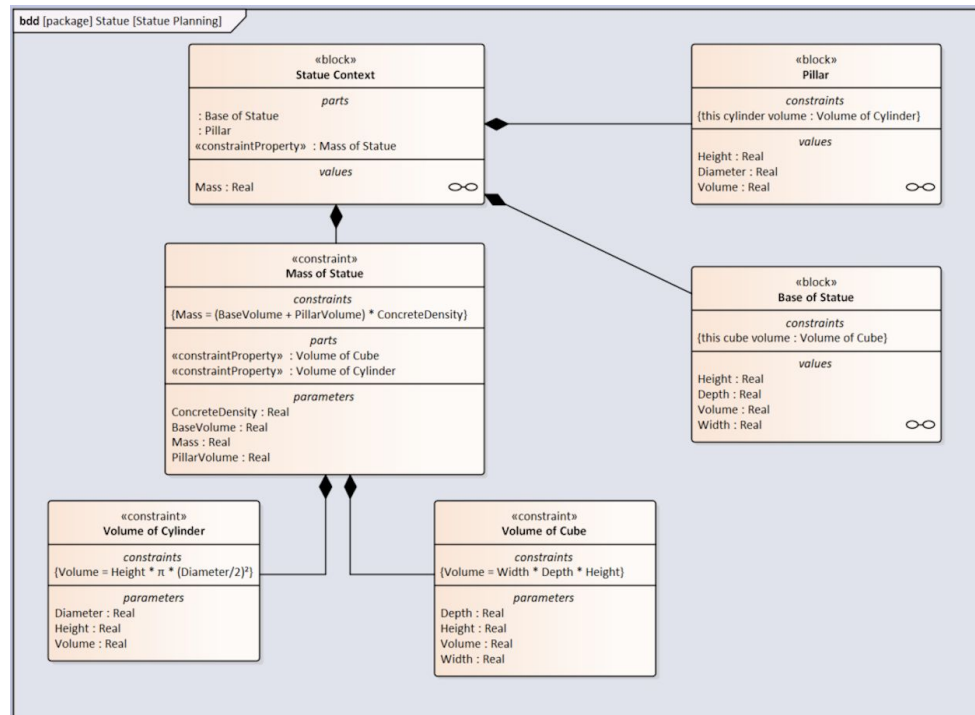 bdd [package] Statue [Statue Planning]
«block»
Statue Context
parts
: Base of Statue
: Pillar
«constraintProperty» : Mass of Statue
values
Mass : Real
«block»
Pillar
constraints
{this cylinder volume : Volume of Cylinder}
values
Height : Real
Diameter : Real
Volume : Real
«constraint»
Mass of Statue
constraints
{Mass = (BaseVolume + PillarVolume) * ConcreteDensity}
parts
«constraintProperty» : Volume of Cube
«constraintProperty» : Volume of Cylinder
parameters
ConcreteDensity : Real
BaseVolume : Real
Mass : Real
PillarVolume : Real
«block»
Base of Statue
constraints
{this cube volume : Volume of Cube}
values
Height : Real
Depth : Real
Volume : Real
Width : Real
«constraint»
Volume of Cylinder
constraints
{Volume = Height * π * (Diameter/2)²}
parameters
Diameter : Real
Height : Real
Volume : Real
«constraint»
Volume of Cube
constraints
{Volume = Width * Depth * Height}
parameters
Depth : Real
Height : Real
Volume : Real
Width : Real